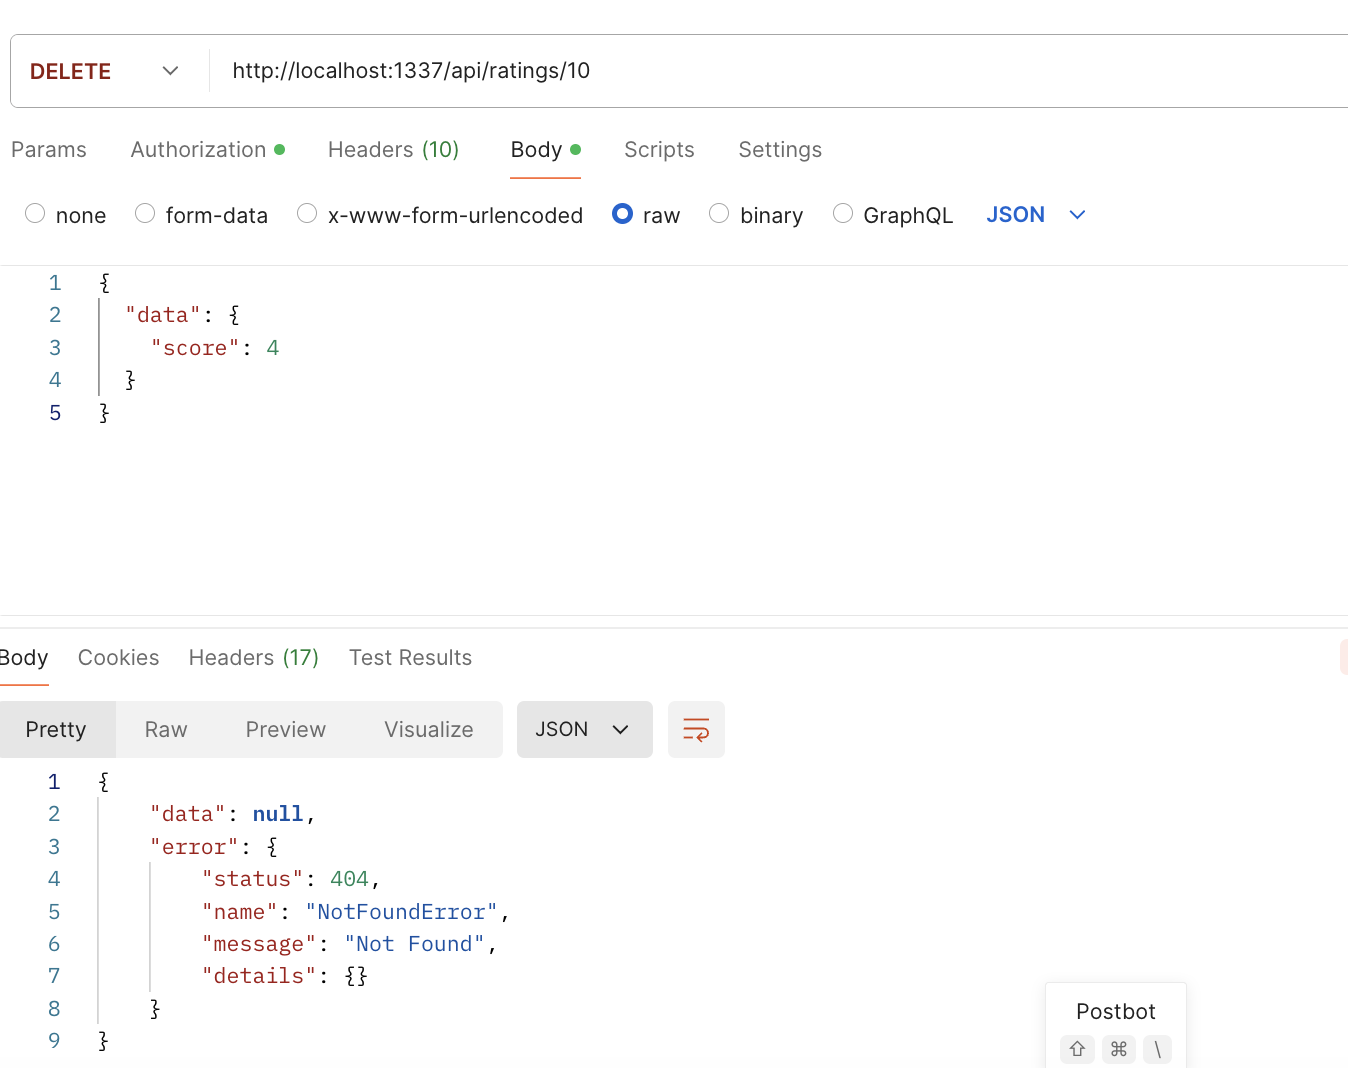 DELETE http://localhost:1337/api/ratings/10
Params Authorization Headers (10) Body Scripts Settings
none form-data x-www-form-urlencoded raw binary GraphQL JSON
1 {
2 "data": {
3 "score": 4
4 }
5 }
Body Cookies Headers (17) Test Results
Pretty Raw Preview Visualize JSON
1 {
2 "data": null,
3 "error": {
4 "status": 404,
5 "name": "NotFoundError",
6 "message": "Not Found",
7 "details": {}
8 }
9 }
Postbot
⇧ ⌘ \